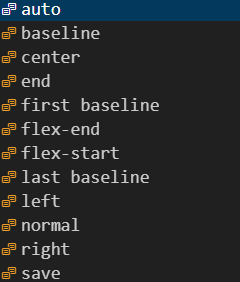 auto
baseline
center
end
first baseline
flex-end
flex-start
last baseline
left
normal
right
save